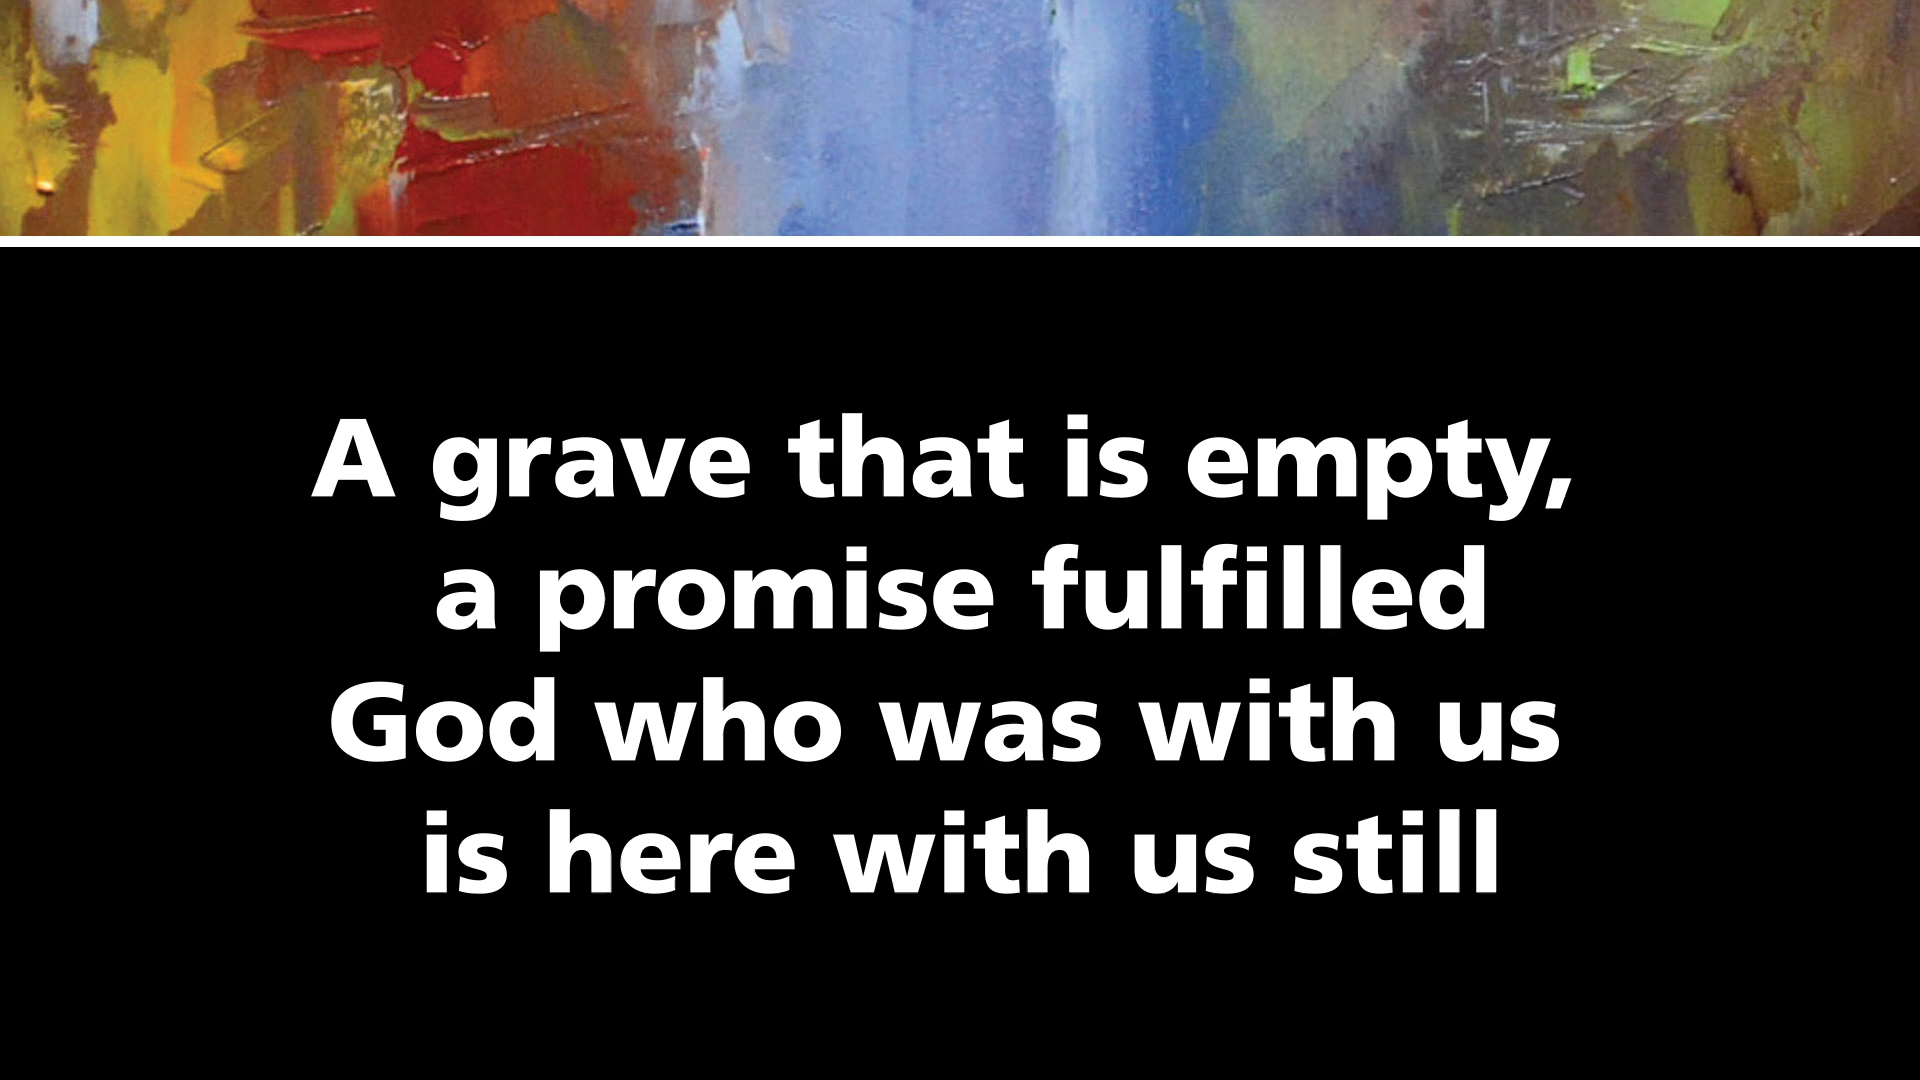 A grave that is empty,
a promise fulfilled
God who was with us
is here with us still